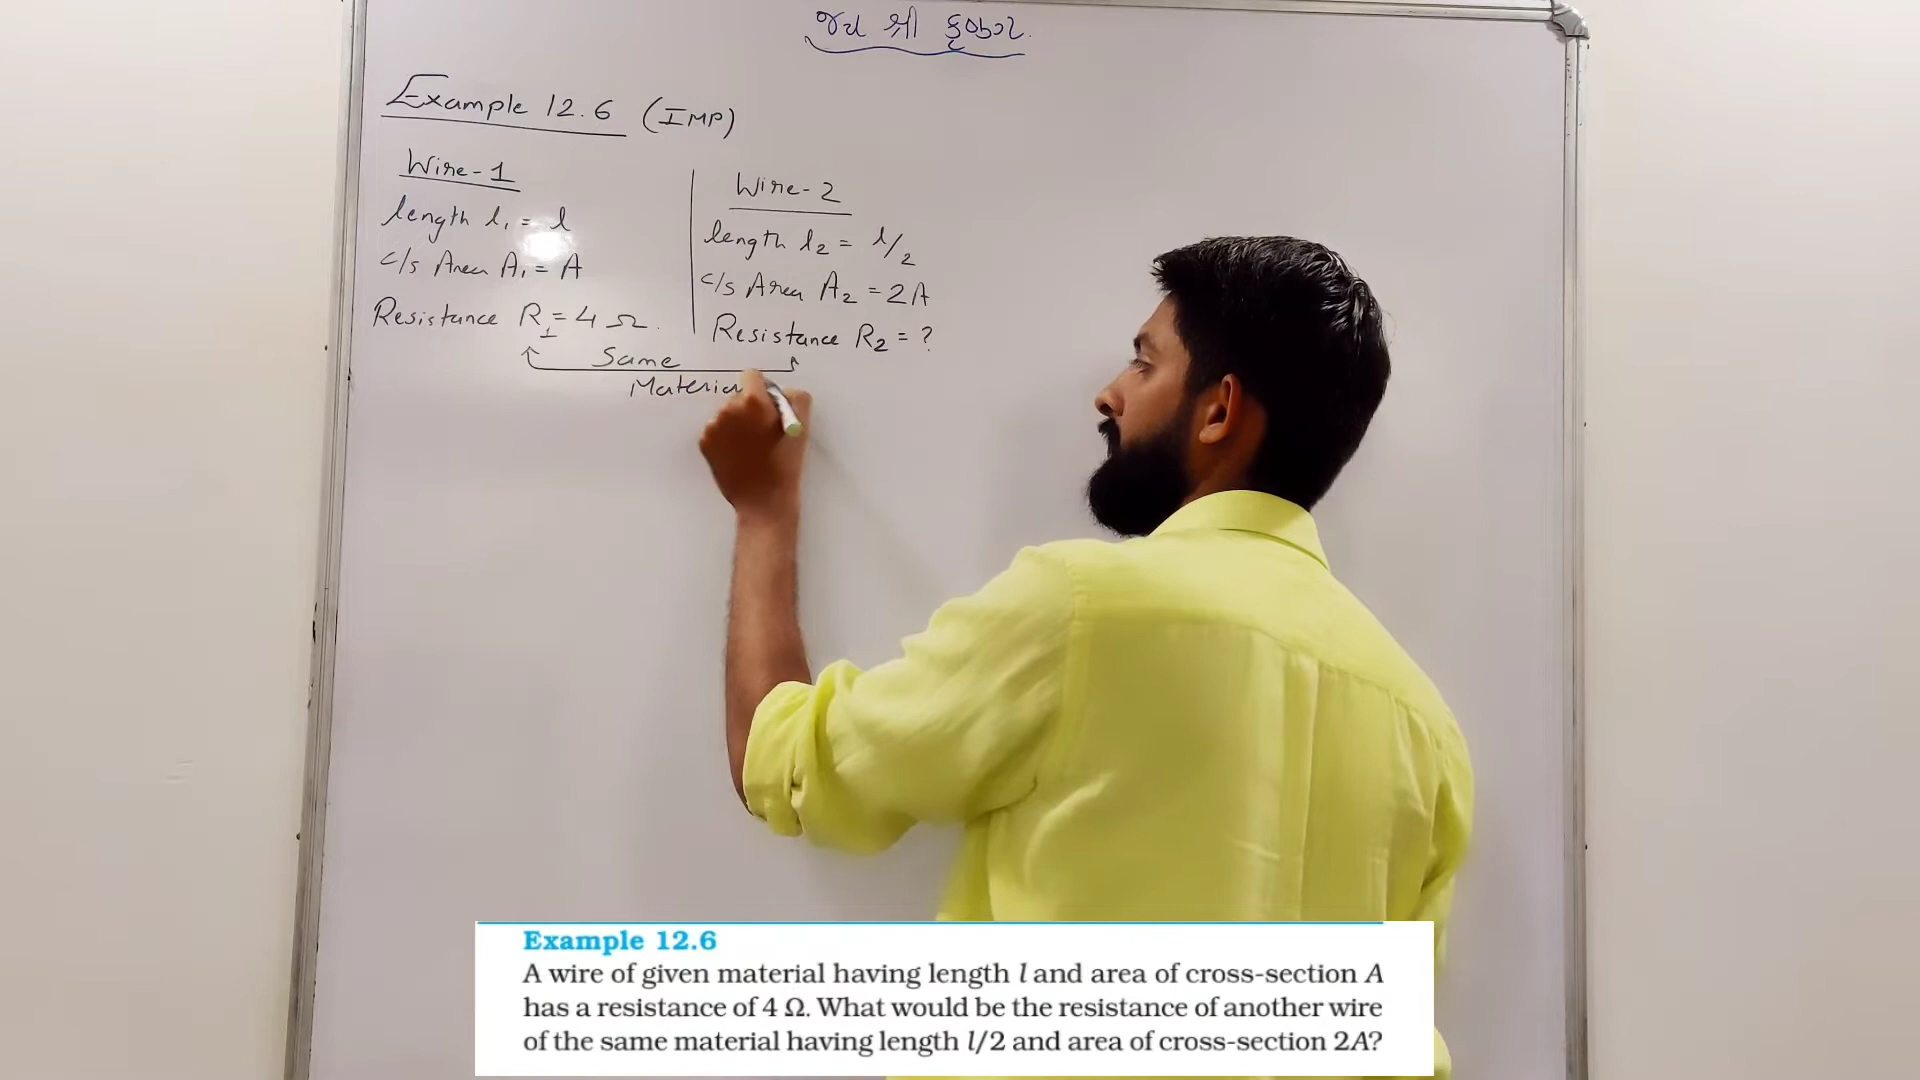 જય શ્રી
Example 12.6 (IMP)
Wire-1
length l₁ = l
c/s Area A₁ = A
Resistance R₁ = 4 Ω.
Wire-2
length l₂ = l/2
c/s Area A₂ = 2A
Resistance R₂ = ?
Same
Materia
Example 12.6
A wire of given material having length l and area of cross-section A
has a resistance of 4 Ω. What would be the resistance of another wire
of the same material having length l/2 and area of cross-section 2A?